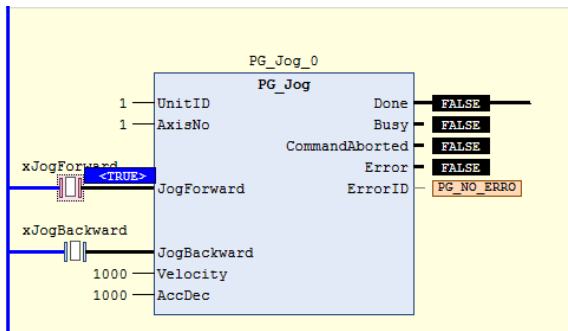 PG_Jog_0
PG_Jog
1 UnitID Done FALSE
1 AxisNo Busy FALSE
CommandAborted FALSE
xJogForward Error FALSE
<TRUE> JogForward ErrorID PG_NO_ERRO
xJogBackward
JogBackward
1000 Velocity
1000 AccDec